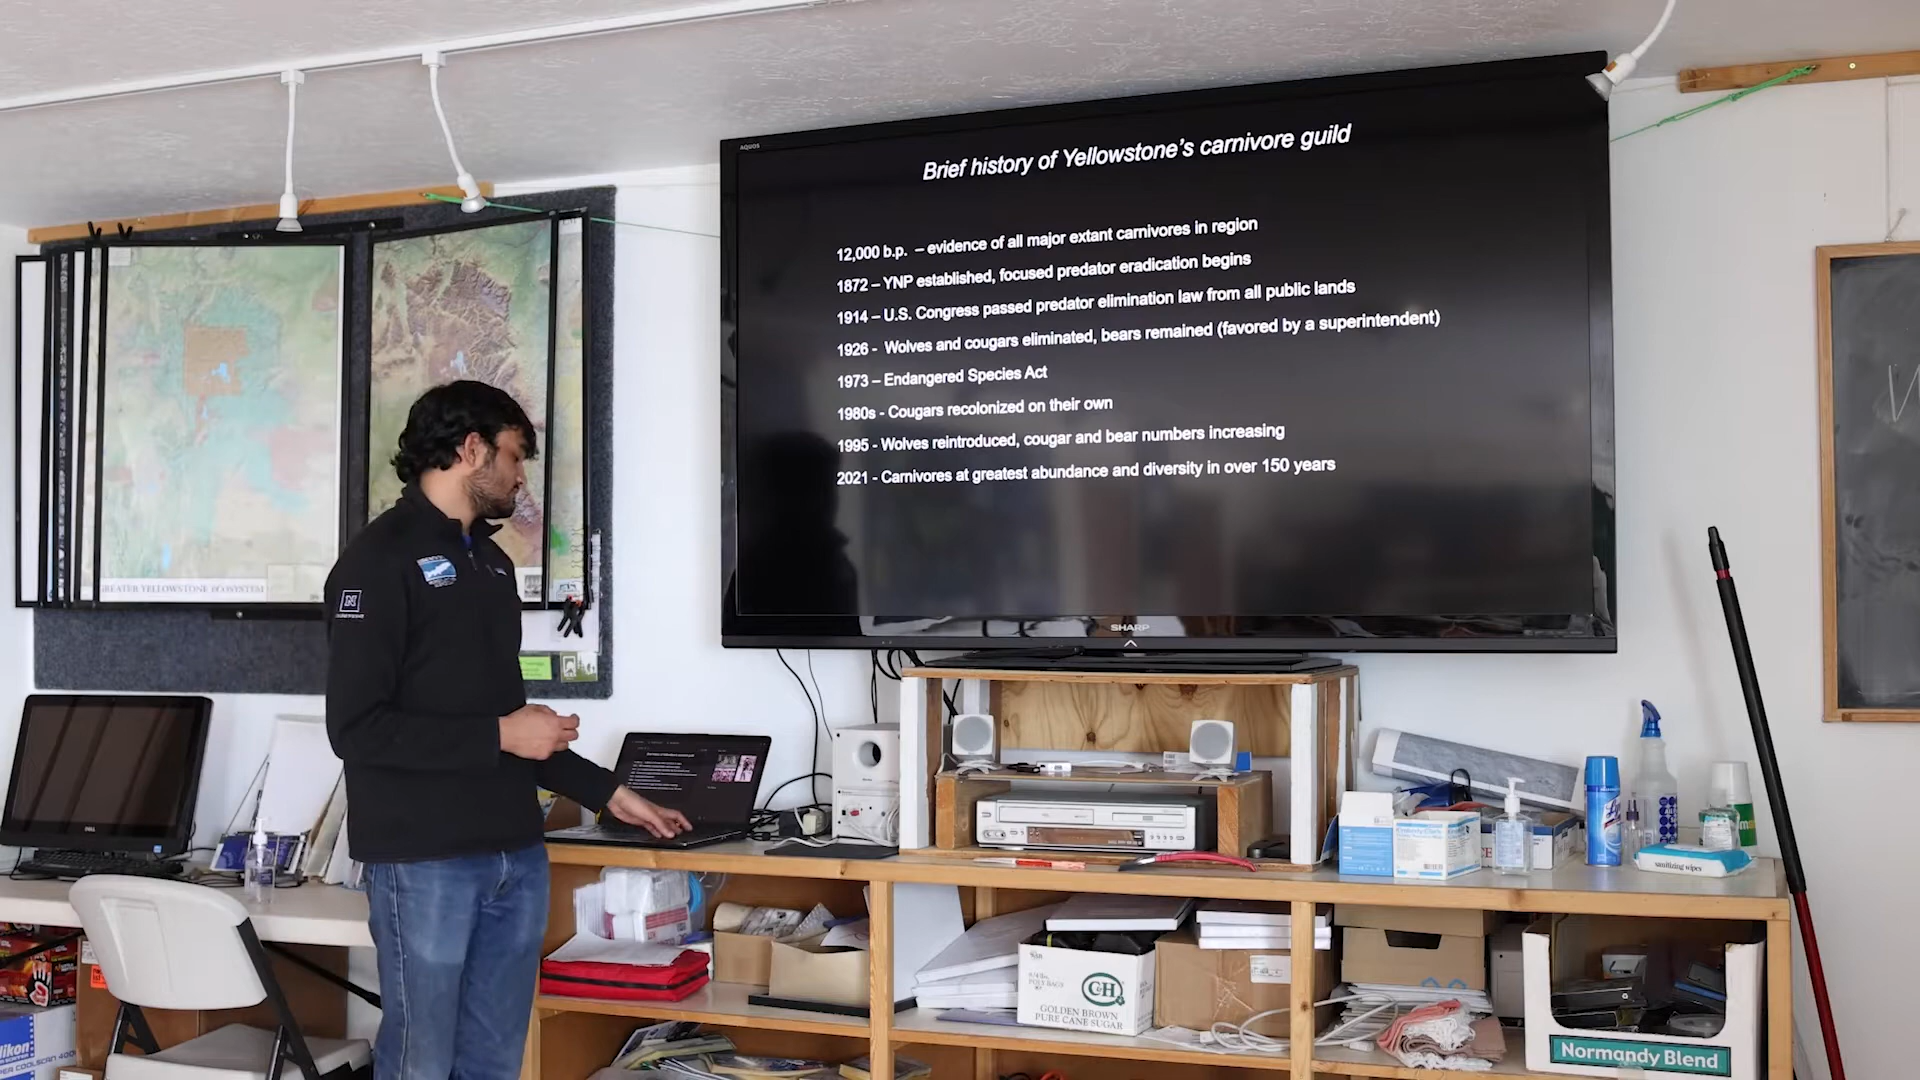 AQUOS
Brief history of Yellowstone's carnivore guild
12,000 b.p. – evidence of all major extant carnivores in region
1872 – YNP established, focused predator eradication begins
1914 – U.S. Congress passed predator elimination law from all public lands
1926 - Wolves and cougars eliminated, bears remained (favored by a superintendent)
1973 – Endangered Species Act
1980s - Cougars recolonized on their own
1995 - Wolves reintroduced, cougar and bear numbers increasing
2021 - Carnivores at greatest abundance and diversity in over 150 years
SHARP
GREATER YELLOWSTONE ECOSYSTEM
DELL
sanitizing wipes
C&H
GOLDEN BROWN
PURE CANE SUGAR
Normandy Blend